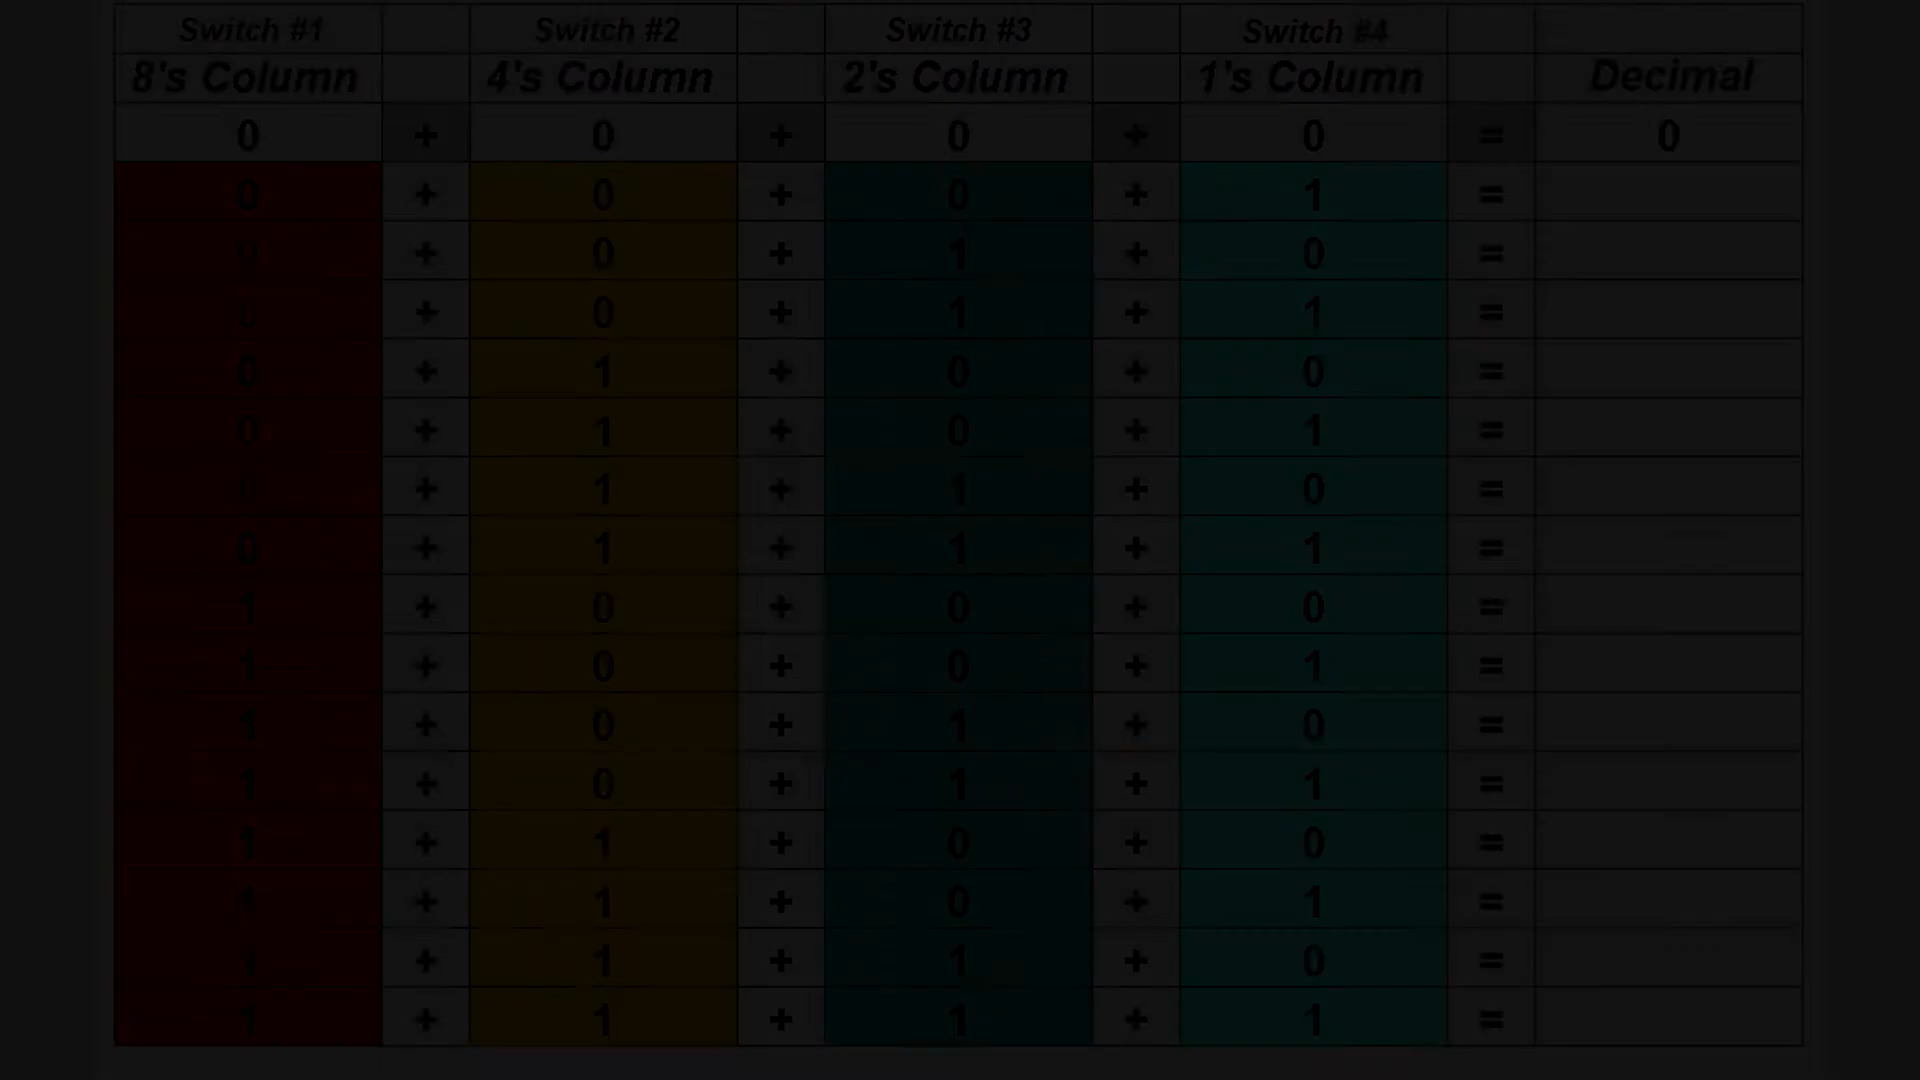 Switch #1 Switch #2 Switch #3 Switch #4
8's Column 4's Column 2's Column 1's Column Decimal
0 + 0 + 0 + 0 = 0
0 + 0 + 0 + 1 =
0 + 0 + 1 + 0 =
0 + 0 + 1 + 1 =
0 + 1 + 0 + 0 =
0 + 1 + 0 + 1 =
0 + 1 + 1 + 0 =
0 + 1 + 1 + 1 =
1 + 0 + 0 + 0 =
1 + 0 + 0 + 1 =
1 + 0 + 1 + 0 =
1 + 0 + 1 + 1 =
1 + 1 + 0 + 0 =
1 + 1 + 0 + 1 =
1 + 1 + 1 + 0 =
1 + 1 + 1 + 1 =